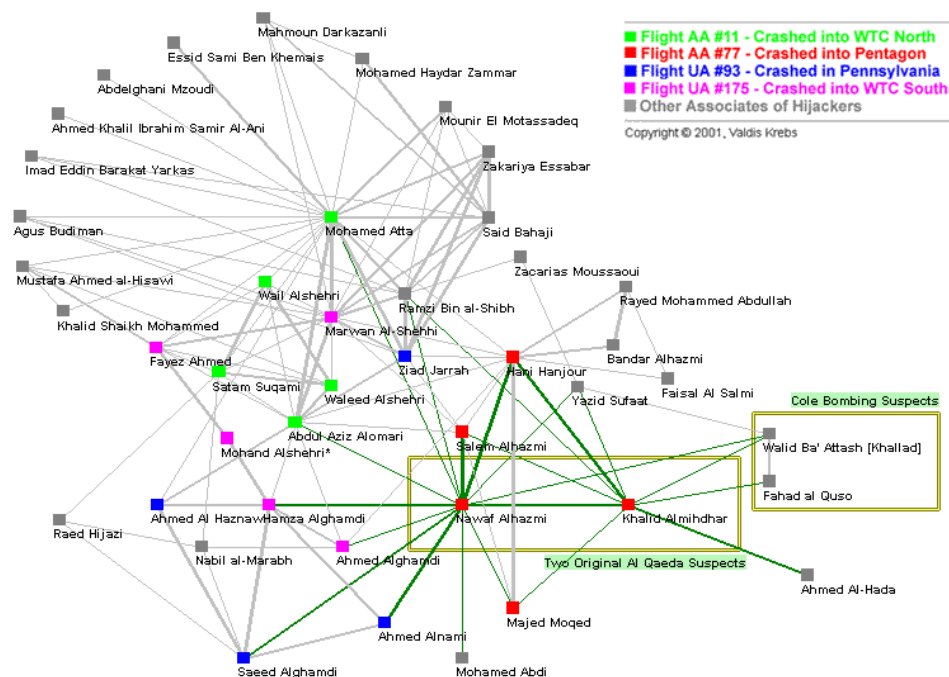 Mahmoun Darkazanli
Essid Sami Ben Khemais
Mohamed Haydar Zammar
Abdelghani Mzoudi
Mounir El Motassadeq
Ahmed Khalil Ibrahim Samir Al-Ani
Zakariya Essabar
Imad Eddin Barakat Yarkas
Agus Budiman
Mohamed Atta
Said Bahaji
Mustafa Ahmed al-Hisawi
Zacarias Moussaoui
Wail Alshehri
Ramzi Bin al-Shibh
Rayed Mohammed Abdullah
Khalid Shaikh Mohammed
Marwan Al-Shehhi
Fayez Ahmed
Bandar Alhazmi
Satam Suqami
Ziad Jarrah
Hani Hanjour
Faisal Al Salmi
Waleed Alshehri
Yazid Sufaat
Cole Bombing Suspects
Abdul Aziz Alomari
Salem Alhazmi
Mohand Alshehri*
Walid Ba' Attash [Khallad]
Fahad al Quso
Ahmed Al Haznawi
Hamza Alghamdi
Nawaf Alhazmi
Khalid Almihdhar
Raed Hijazi
Nabil al-Marabh
Ahmed Alghamdi
Two Original Al Qaeda Suspects
Ahmed Al-Hada
Majed Moqed
Ahmed Alnami
Saeed Alghamdi
Mohamed Abdi
Flight AA #11 - Crashed into WTC North
Flight AA #77 - Crashed into Pentagon
Flight UA #93 - Crashed in Pennsylvania
Flight UA #175 - Crashed into WTC South
Other Associates of Hijackers
Copyright © 2001, Valdis Krebs